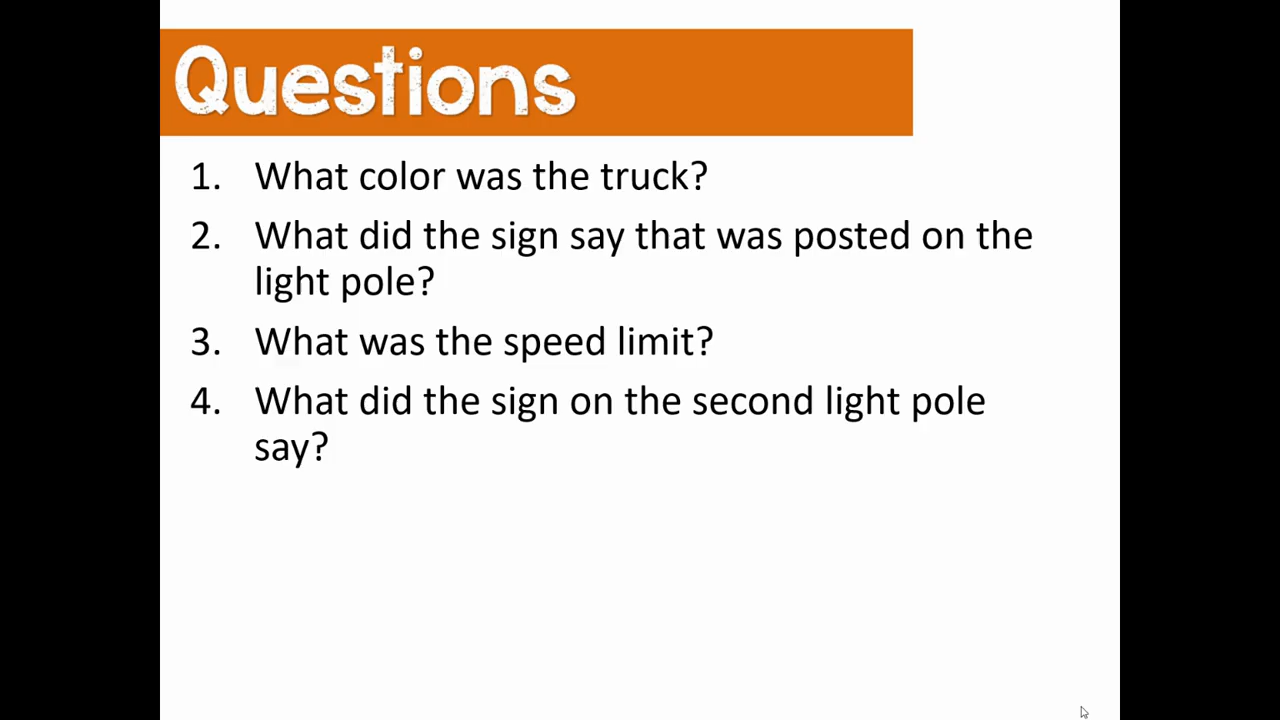 Questions
1. What color was the truck?
2. What did the sign say that was posted on the
light pole?
3. What was the speed limit?
4. What did the sign on the second light pole
say?